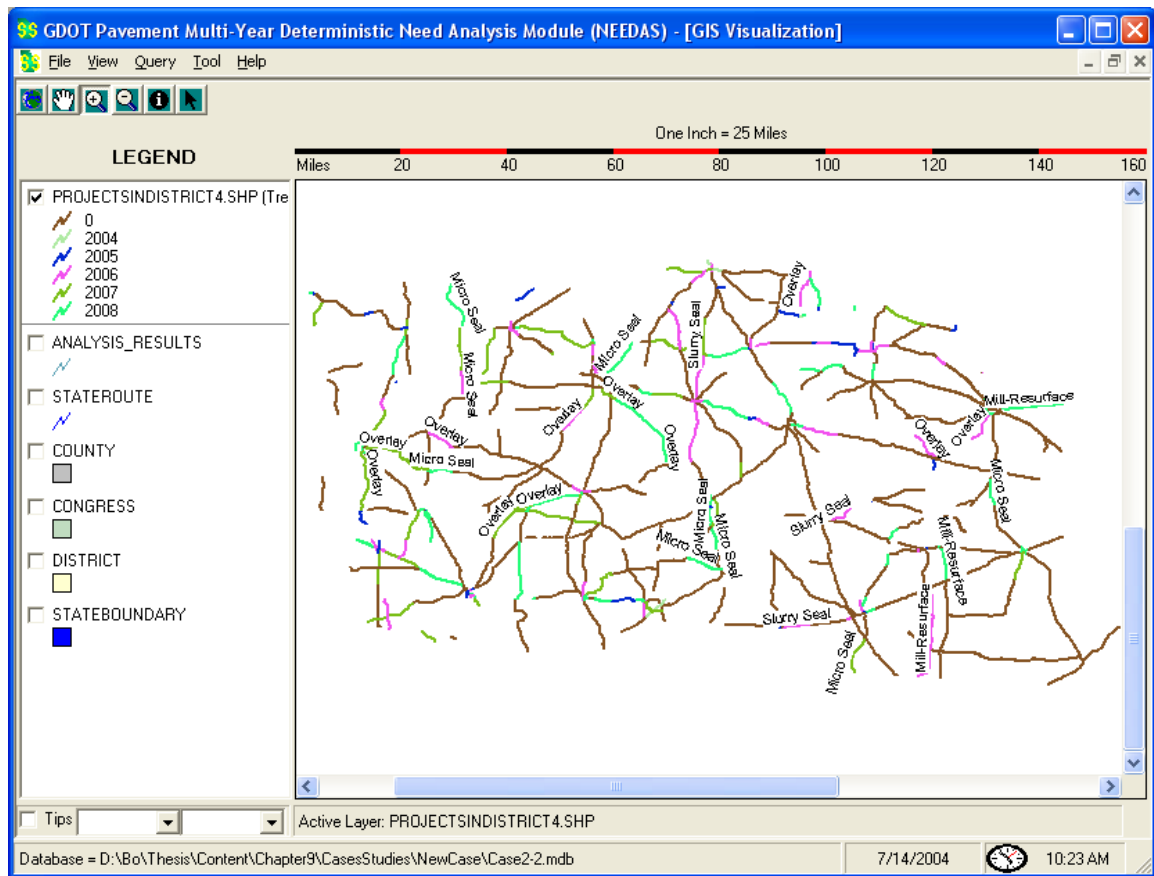 GDOT Pavement Multi-Year Deterministic Need Analysis Module (NEEDAS) - [GIS Visualization]
File View Query Tool Help
One Inch = 25 Miles
LEGEND
Miles 20 40 60 80 100 120 140 160
PROJECTSINDISTRICT4.SHP (Tre
0
2004
2005
2006
2007
2008
ANALYSIS_RESULTS
STATEROUTE
COUNTY
CONGRESS
DISTRICT
STATEBOUNDARY
Micro Seal
Micro Seal
Micro Seal
Slurry Seal
Overlay
Overlay
Overlay
Overlay
Overlay
Overlay
Micro Seal
Overlay
Mill-Resurface
Overlay
Overlay
Overlay
Overlay
Micro Seal
Micro Seal
Micro Seal
Micro Seal
Slurry Seal
Mill-Resurface
Slurry Seal
Mill-Resurface
Micro Seal
Tips
Active Layer: PROJECTSINDISTRICT4.SHP
Database = D:\Bo\Thesis\Content\Chapter9\CasesStudies\NewCase\Case2-2.mdb
7/14/2004
10:23 AM